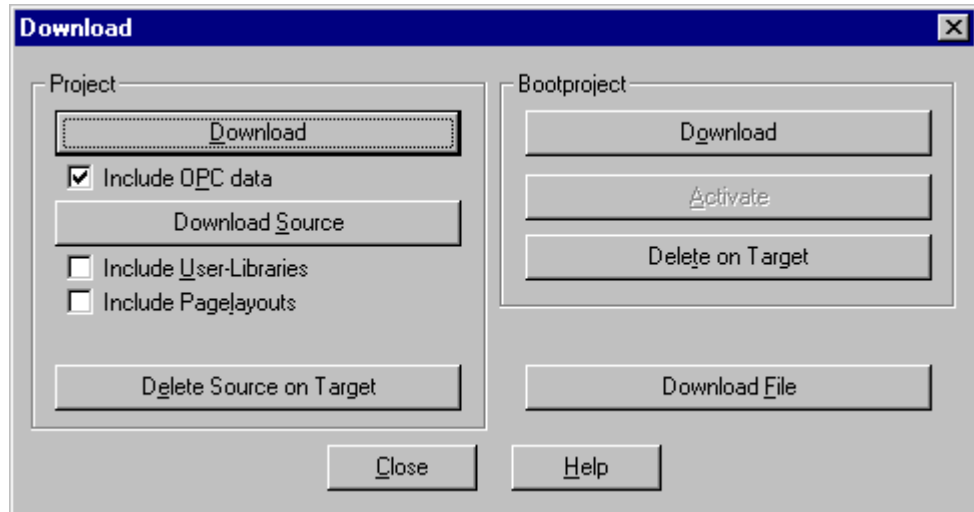 Download
Project
Download
Include OPC data
Download Source
Include User-Libraries
Include Pagelayouts
Delete Source on Target
Bootproject
Download
Activate
Delete on Target
Download File
Close
Help